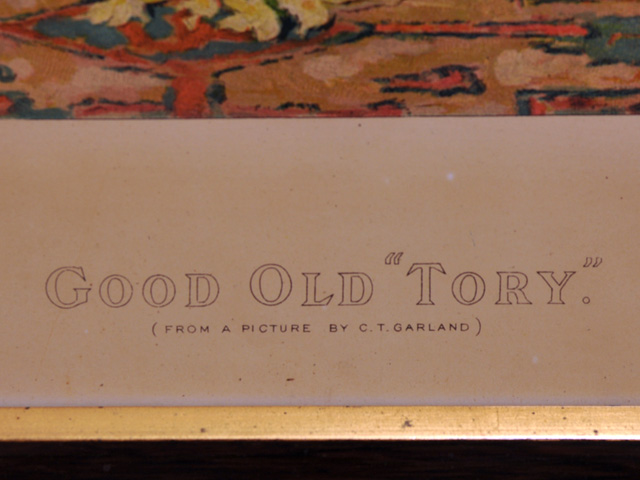 GOOD OLD “TORY.”
(FROM A PICTURE BY C.T. GARLAND)